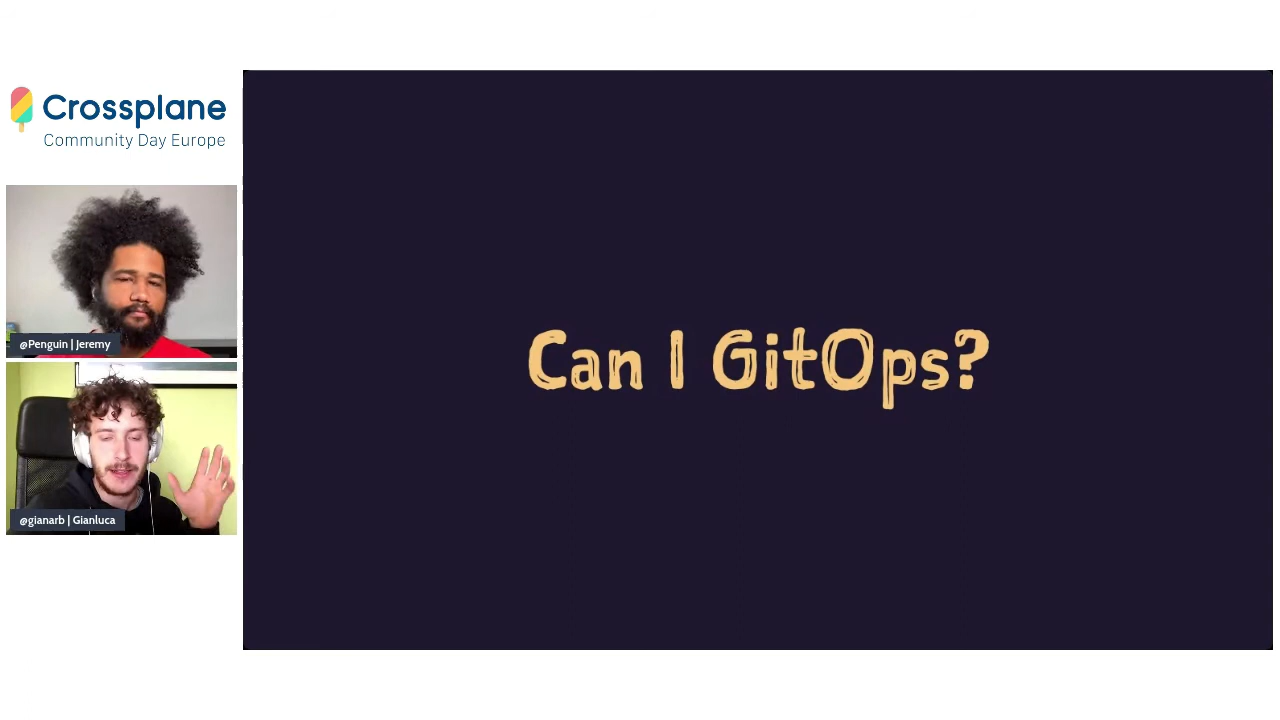 Crossplane
Community Day Europe
@Penguin | Jeremy
@gianarb | Gianluca
Can I GitOps?